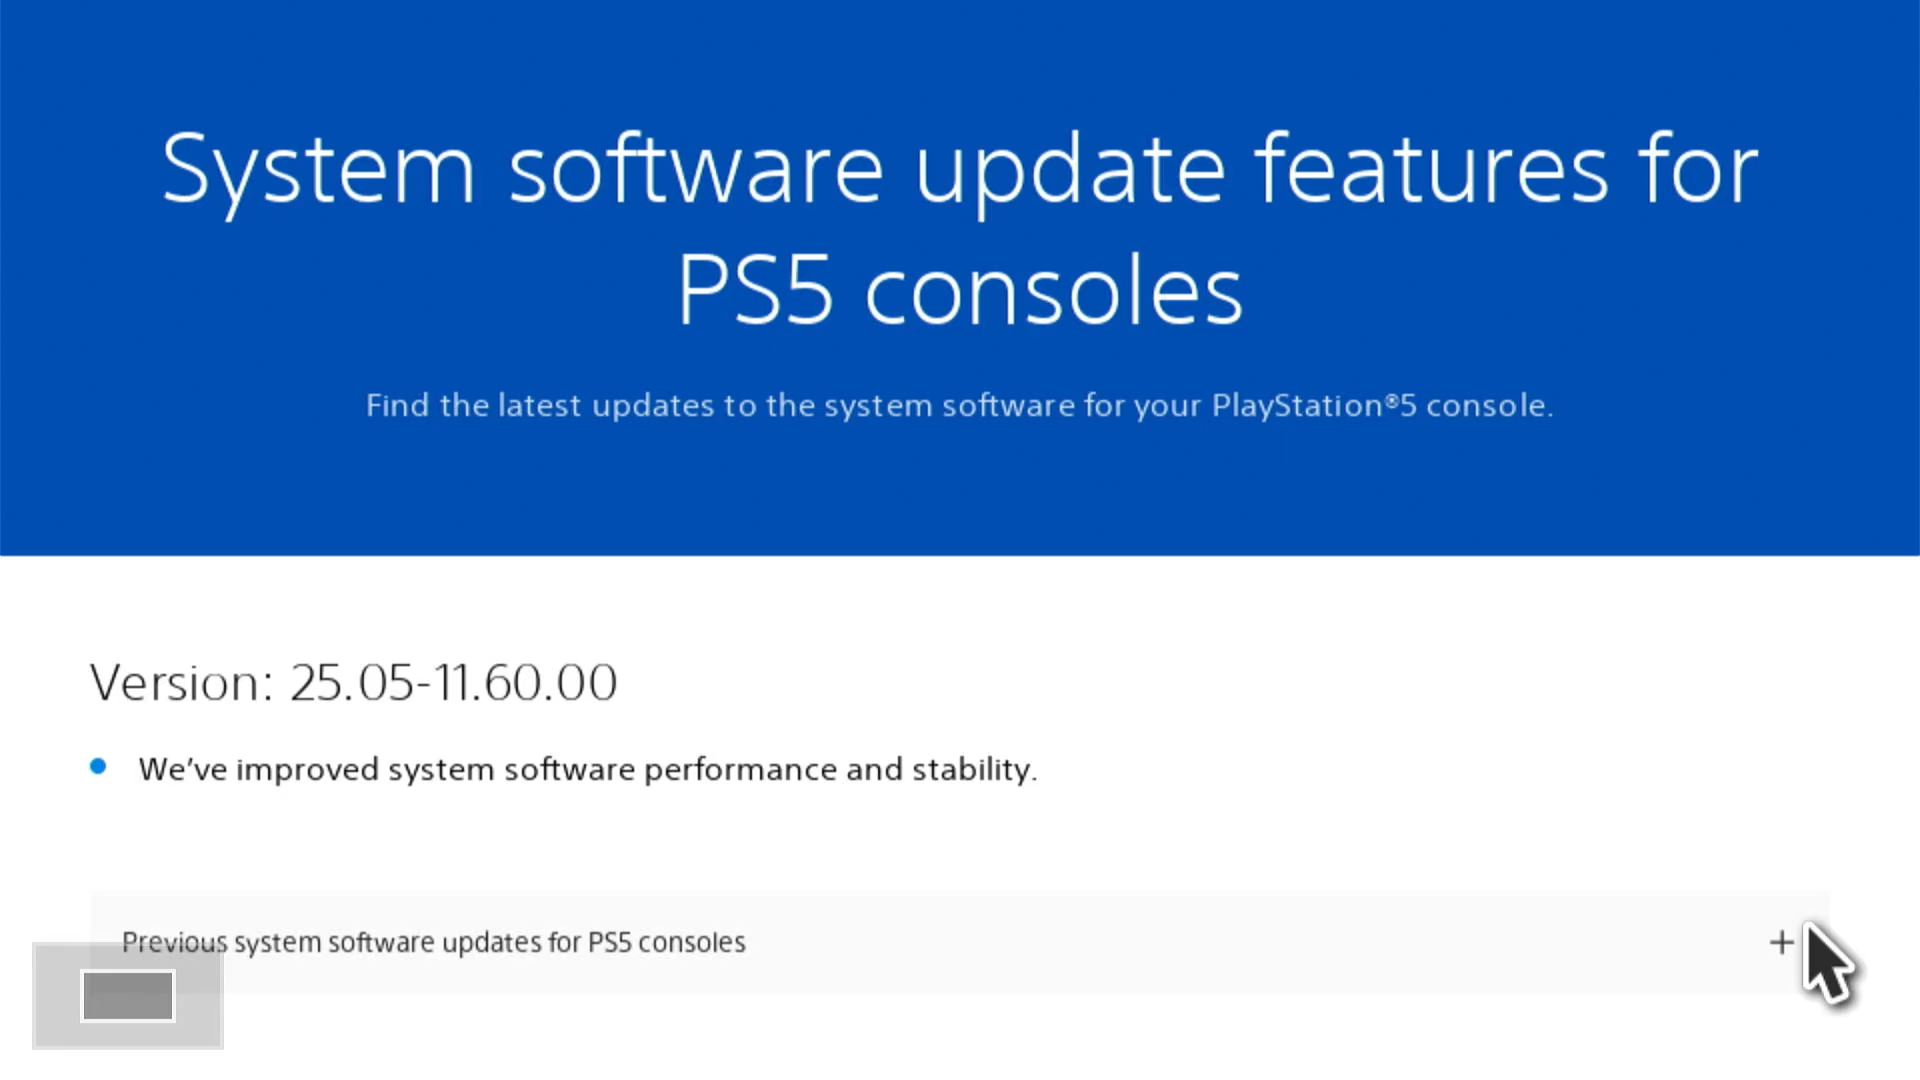 System software update features for
PS5 consoles
Find the latest updates to the system software for your PlayStation®5 console.
Version: 25.05-11.60.00
We’ve improved system software performance and stability.
Previous system software updates for PS5 consoles